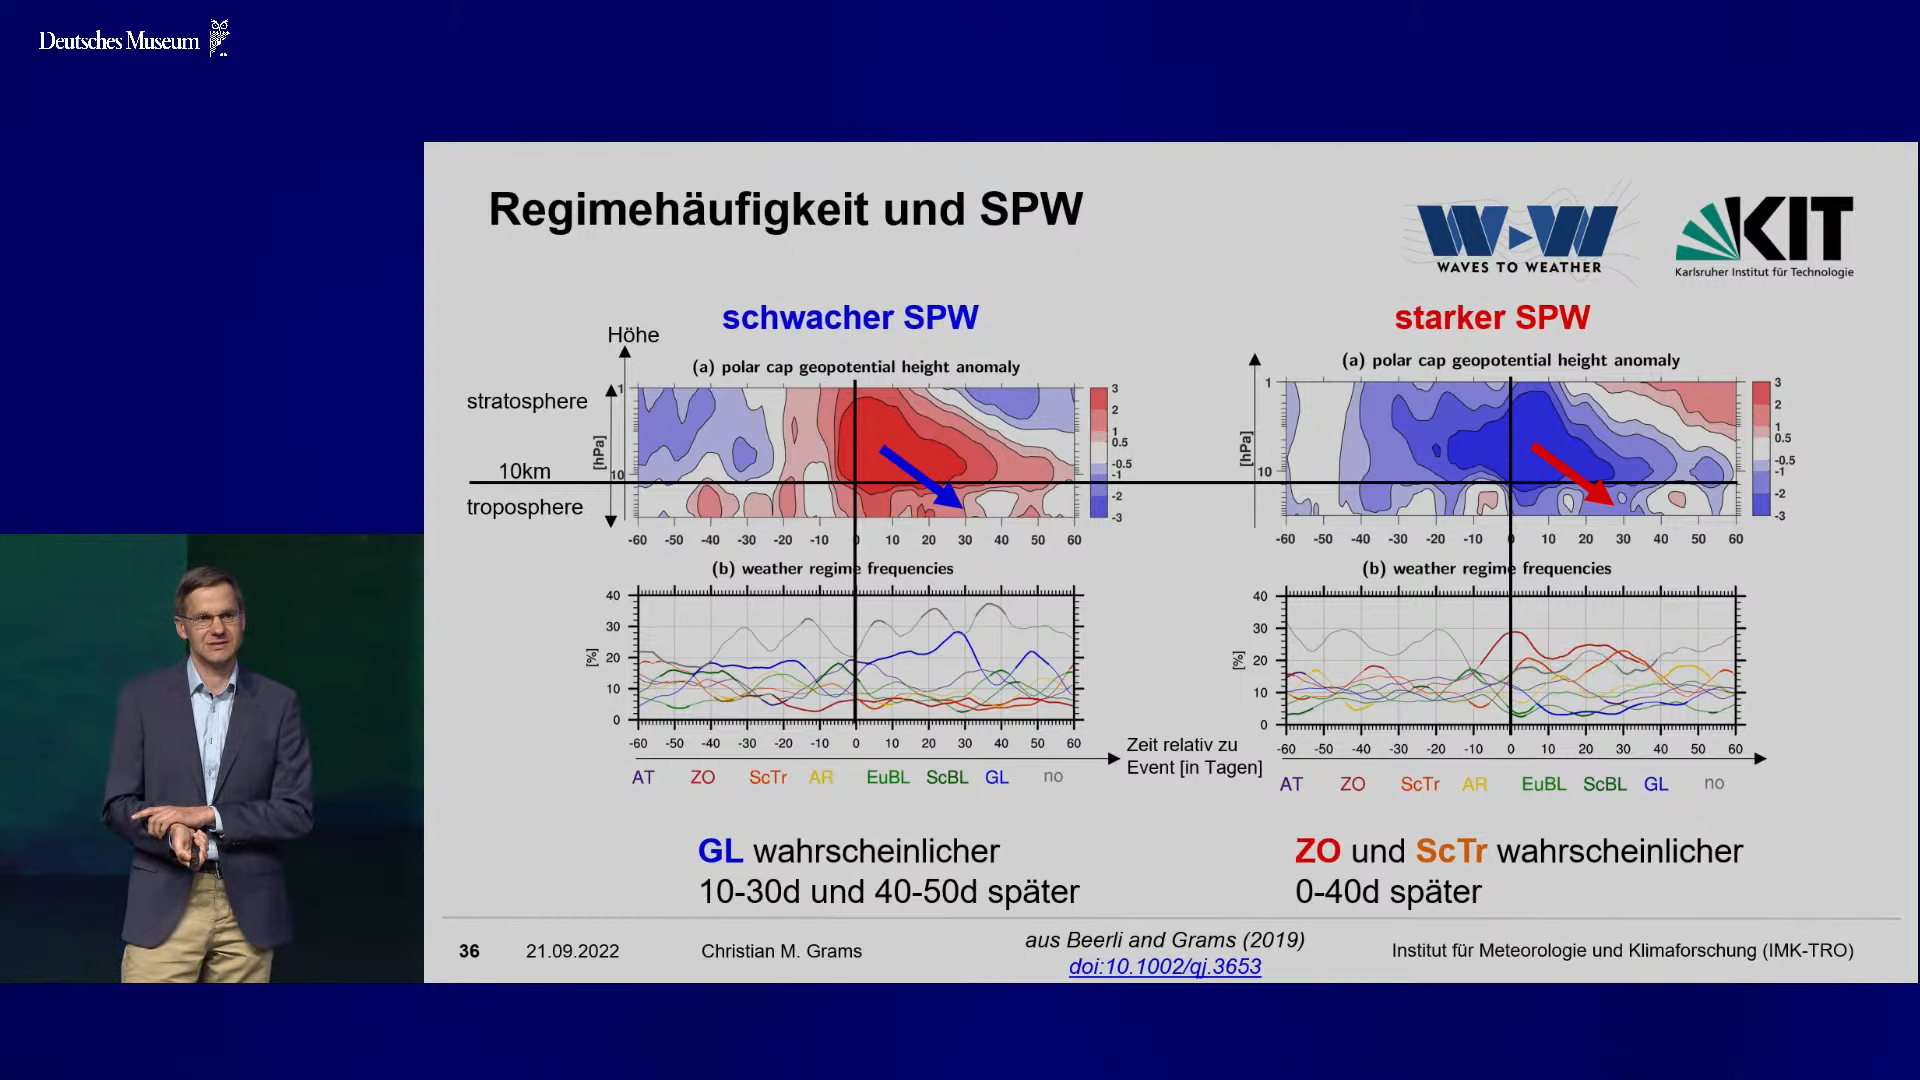 Deutsches Museum
Regimehäufigkeit und SPW
WAVES TO WEATHER
KIT
Karlsruher Institut für Technologie
schwacher SPW
Höhe
(a) polar cap geopotential height anomaly
stratosphere
10km
troposphere
[hPa]
1
10
3
2
1
0.5
-0.5
-1
-2
-3
-60 -50 -40 -30 -20 -10 0 10 20 30 40 50 60
(b) weather regime frequencies
[%]
40
30
20
10
0
-60 -50 -40 -30 -20 -10 0 10 20 30 40 50 60
AT ZO ScTr AR EuBL ScBL GL no
Zeit relativ zu
Event [in Tagen]
GL wahrscheinlicher
10-30d und 40-50d später
starker SPW
(a) polar cap geopotential height anomaly
[hPa]
1
10
3
2
1
0.5
-0.5
-1
-2
-3
-60 -50 -40 -30 -20 -10 0 10 20 30 40 50 60
(b) weather regime frequencies
[%]
40
30
20
10
0
-60 -50 -40 -30 -20 -10 0 10 20 30 40 50 60
AT ZO ScTr AR EuBL ScBL GL no
ZO und ScTr wahrscheinlicher
0-40d später
36 21.09.2022 Christian M. Grams
aus Beerli and Grams (2019)
doi:10.1002/qj.3653
Institut für Meteorologie und Klimaforschung (IMK-TRO)